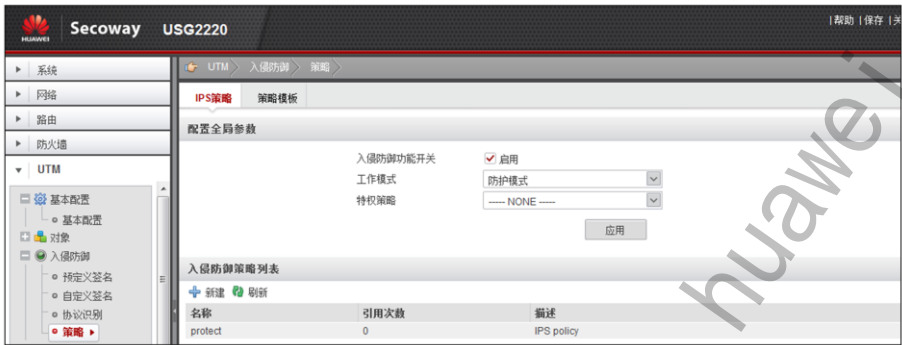 HUAWEI
Secoway USG2220
|帮助 |保存 |关
系统
网络
路由
防火墙
UTM
基本配置
基本配置
对象
入侵防御
预定义签名
自定义签名
协议识别
策略
UTM 入侵防御 策略
IPS策略 策略模板
配置全局参数
入侵防御功能开关 启用
工作模式 防护模式
特权策略 ----- NONE -----
应用
入侵防御策略列表
新建 刷新
名称 引用次数 描述
protect 0 IPS policy
huawei